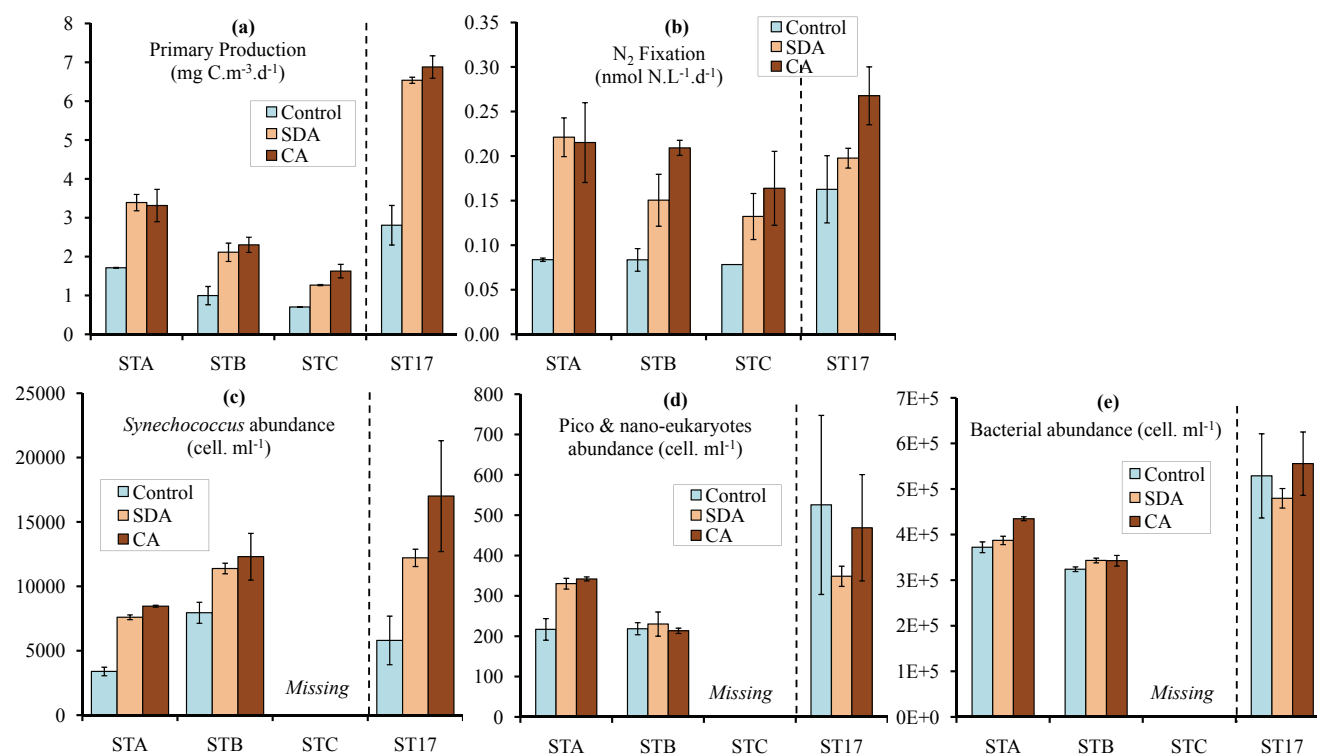 (a)
Primary Production
(mg C.m⁻³.d⁻¹)
Control
SDA
CA
8
7
6
5
4
3
2
1
0
STA STB STC ST17
(b)
N₂ Fixation
(nmol N.L⁻¹.d⁻¹)
Control
SDA
CA
0.35
0.30
0.25
0.20
0.15
0.10
0.05
0.00
STA STB STC ST17
(c)
Synechococcus abundance
(cell. ml⁻¹)
Control
SDA
CA
25000
20000
15000
10000
5000
0
Missing
STA STB STC ST17
(d)
Pico & nano-eukaryotes
abundance (cell. ml⁻¹)
Control
SDA
CA
800
700
600
500
400
300
200
100
0
Missing
STA STB STC ST17
(e)
Bacterial abundance (cell. ml⁻¹)
Control
SDA
CA
7E+5
6E+5
5E+5
4E+5
3E+5
2E+5
1E+5
0E+0
Missing
STA STB STC ST17